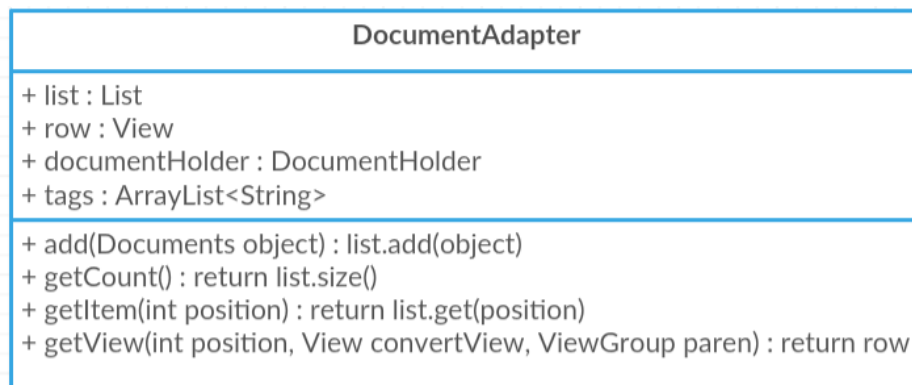 DocumentAdapter
+ list : List
+ row : View
+ documentHolder : DocumentHolder
+ tags : ArrayList<String>
+ add(Documents object) : list.add(object)
+ getCount() : return list.size()
+ getItem(int position) : return list.get(position)
+ getView(int position, View convertView, ViewGroup paren) : return row